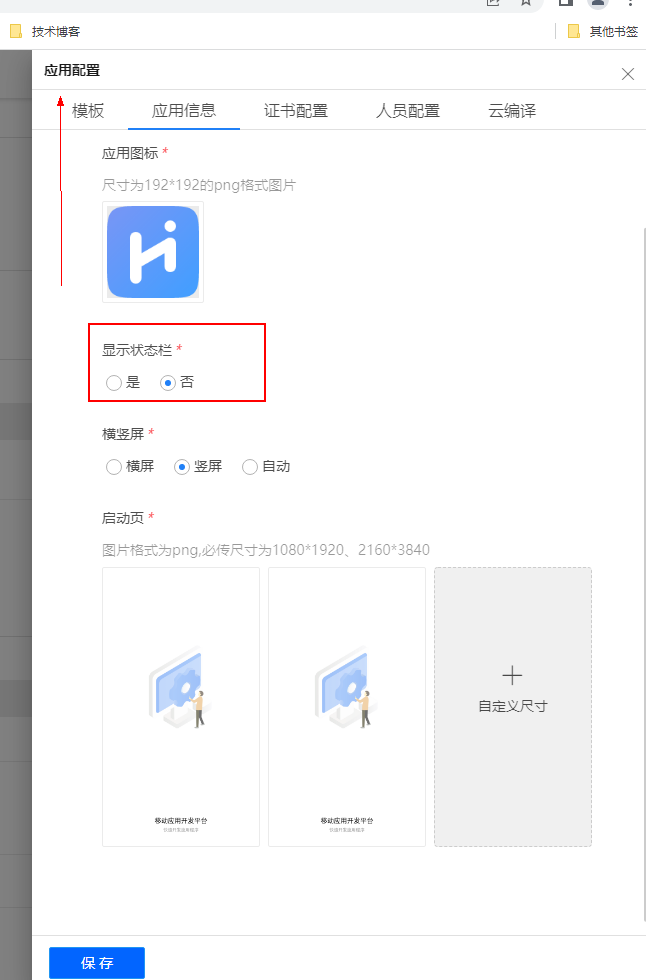 技术博客 其他书签
应用配置
模板 应用信息 证书配置 人员配置 云编译
应用图标 *
尺寸为192*192的png格式图片
显示状态栏 *
是 否
横竖屏 *
横屏 竖屏 自动
启动页 *
图片格式为png,必传尺寸为1080*1920、2160*3840
自定义尺寸
移动应用开发平台 移动应用开发平台
保 存